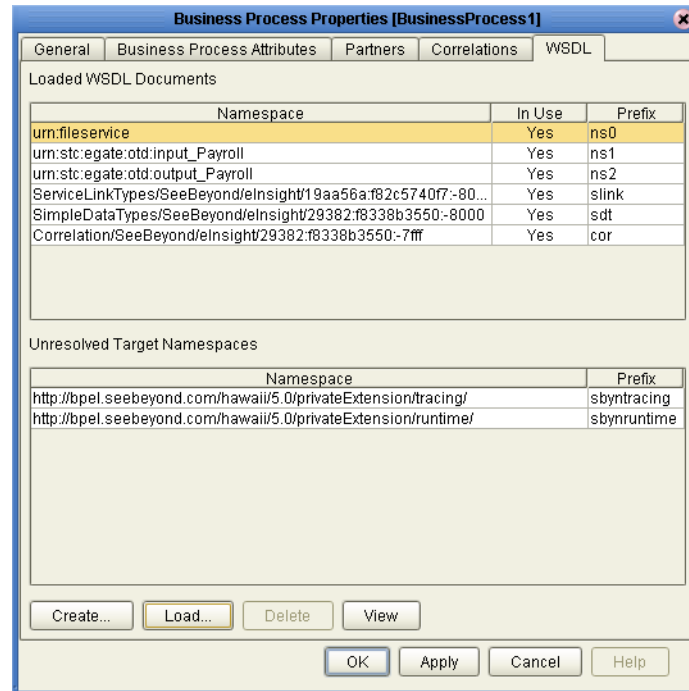 Business Process Properties [BusinessProcess1]
General Business Process Attributes Partners Correlations WSDL
Loaded WSDL Documents
Namespace In Use Prefix
urn:fileservice Yes ns0
urn:stc:egate:otd:input_Payroll Yes ns1
urn:stc:egate:otd:output_Payroll Yes ns2
ServiceLinkTypes/SeeBeyond/eInsight/19aa56a:f82c5740f7:-80... Yes slink
SimpleDataTypes/SeeBeyond/eInsight/29382:f8338b3550:-8000 Yes sdt
Correlation/SeeBeyond/eInsight/29382:f8338b3550:-7fff Yes cor
Unresolved Target Namespaces
Namespace Prefix
http://bpel.seebeyond.com/hawaii/5.0/privateExtension/tracing/ sbyntracing
http://bpel.seebeyond.com/hawaii/5.0/privateExtension/runtime/ sbynruntime
Create... Load... Delete View
OK Apply Cancel Help